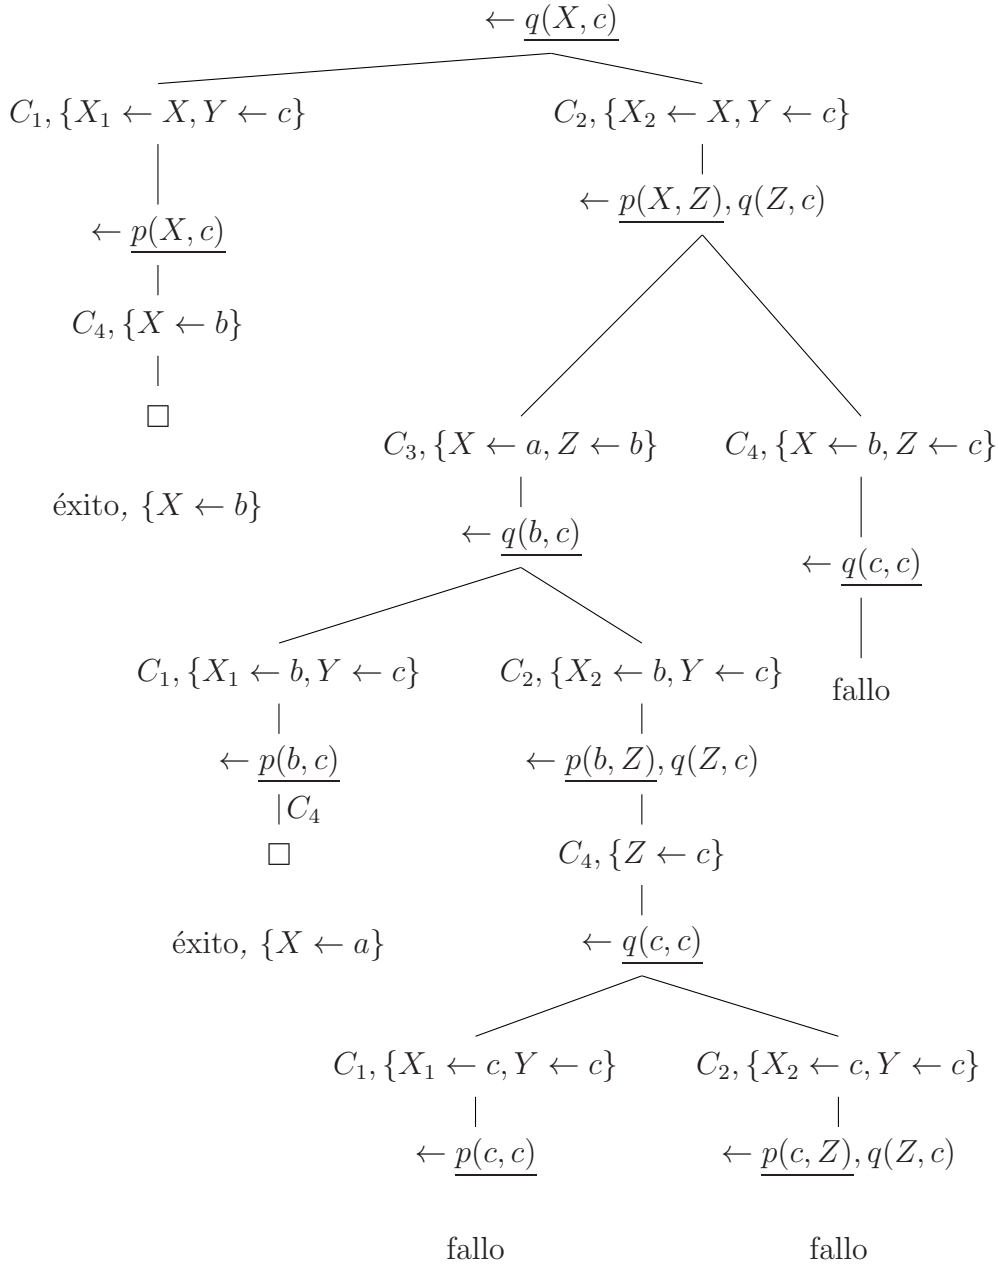 ← q(X, c)
C₁, {X₁ ← X, Y ← c} C₂, {X₂ ← X, Y ← c}
← p(X, Z), q(Z, c)
← p(X, c)
C₄, {X ← b}
□
C₃, {X ← a, Z ← b} C₄, {X ← b, Z ← c}
éxito, {X ← b}
← q(b, c)
← q(c, c)
C₁, {X₁ ← b, Y ← c} C₂, {X₂ ← b, Y ← c}
fallo
← p(b, c) ← p(b, Z), q(Z, c)
C₄
□ C₄, {Z ← c}
éxito, {X ← a} ← q(c, c)
C₁, {X₁ ← c, Y ← c} C₂, {X₂ ← c, Y ← c}
← p(c, c) ← p(c, Z), q(Z, c)
fallo fallo